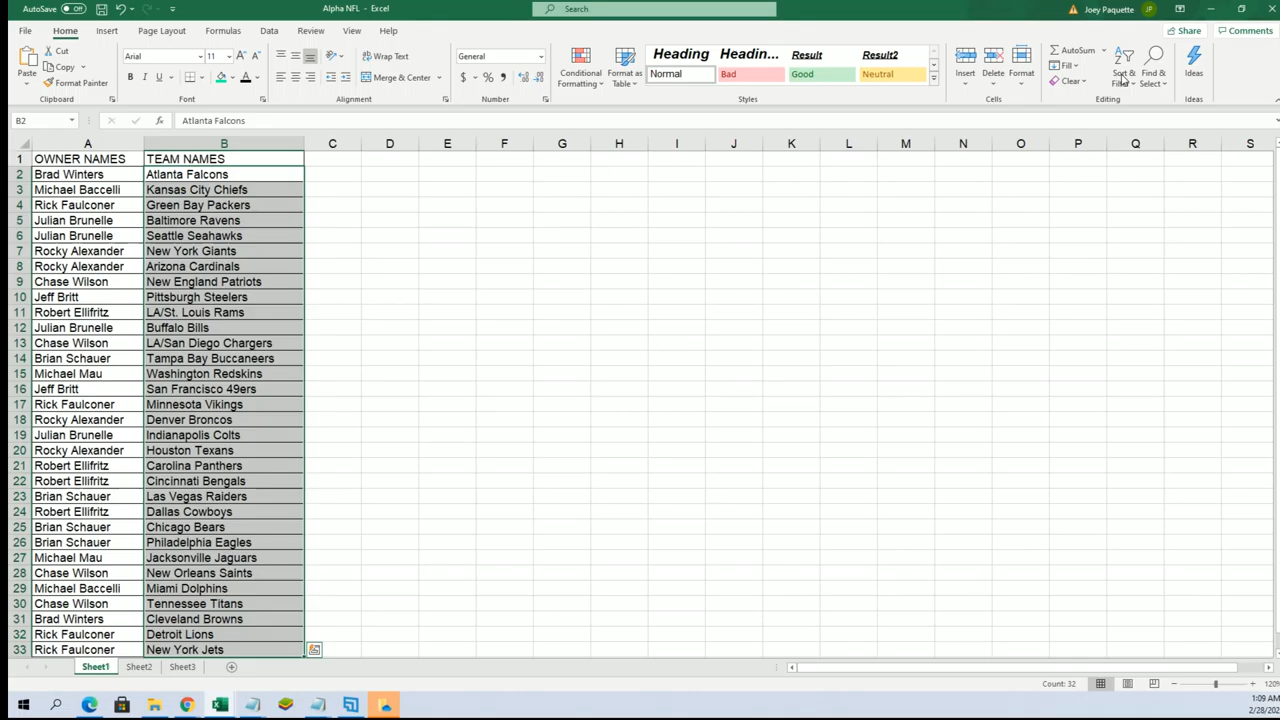 AutoSave Off Alpha NFL - Excel Search Joey Paquette JP
File Home Insert Page Layout Formulas Data Review View Help Share Comments
Paste Cut Copy Format Painter Clipboard
Arial 11 A A B I U A Font
Wrap Text Merge & Center Alignment
General $ % , Number
Conditional Formatting Format as Table
Heading Headin... Result Result2
Normal Bad Good Neutral
Styles
Insert Delete Format Cells
AutoSum Fill Clear Sort & Filter Find & Select Editing
Ideas Ideas
B2 fx Atlanta Falcons
A B C D E F G H I J K L M N O P Q R S
1 OWNER NAMES TEAM NAMES
2 Brad Winters Atlanta Falcons
3 Michael Baccelli Kansas City Chiefs
4 Rick Faulconer Green Bay Packers
5 Julian Brunelle Baltimore Ravens
6 Julian Brunelle Seattle Seahawks
7 Rocky Alexander New York Giants
8 Rocky Alexander Arizona Cardinals
9 Chase Wilson New England Patriots
10 Jeff Britt Pittsburgh Steelers
11 Robert Ellifritz LA/St. Louis Rams
12 Julian Brunelle Buffalo Bills
13 Chase Wilson LA/San Diego Chargers
14 Brian Schauer Tampa Bay Buccaneers
15 Michael Mau Washington Redskins
16 Jeff Britt San Francisco 49ers
17 Rick Faulconer Minnesota Vikings
18 Rocky Alexander Denver Broncos
19 Julian Brunelle Indianapolis Colts
20 Rocky Alexander Houston Texans
21 Robert Ellifritz Carolina Panthers
22 Robert Ellifritz Cincinnati Bengals
23 Brian Schauer Las Vegas Raiders
24 Robert Ellifritz Dallas Cowboys
25 Brian Schauer Chicago Bears
26 Brian Schauer Philadelphia Eagles
27 Michael Mau Jacksonville Jaguars
28 Chase Wilson New Orleans Saints
29 Michael Baccelli Miami Dolphins
30 Chase Wilson Tennessee Titans
31 Brad Winters Cleveland Browns
32 Rick Faulconer Detroit Lions
33 Rick Faulconer New York Jets
Sheet1 Sheet2 Sheet3
Count: 32 120%
1:09 AM
2/28/202